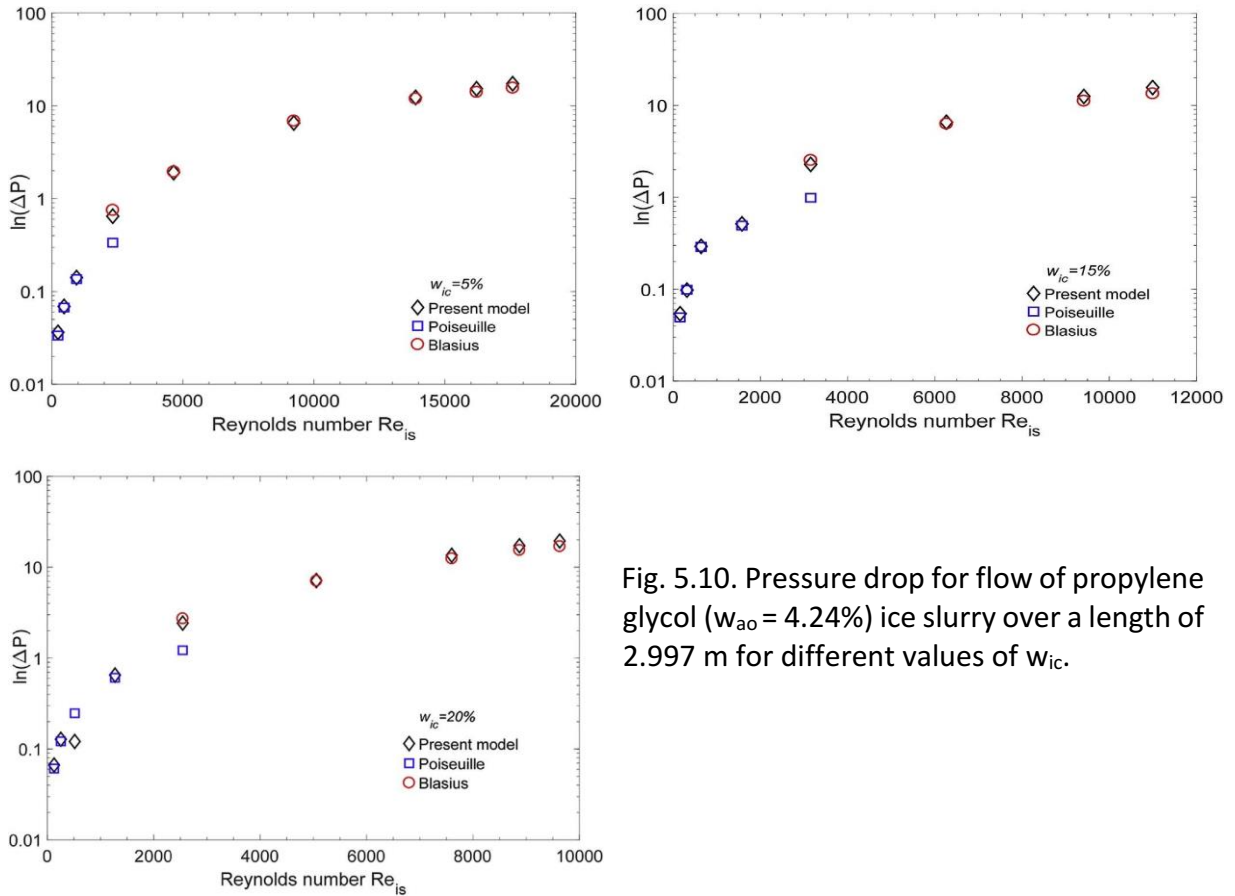 100
10
1
0.1
0.01
ln(ΔP)
w_ic=5%
Present model
Poiseuille
Blasius
0 5000 10000 15000 20000
Reynolds number Re_is
100
10
1
0.1
0.01
ln(ΔP)
w_ic=15%
Present model
Poiseuille
Blasius
0 2000 4000 6000 8000 10000 12000
Reynolds number Re_is
100
10
1
0.1
0.01
ln(ΔP)
w_ic=20%
Present model
Poiseuille
Blasius
0 2000 4000 6000 8000 10000
Reynolds number Re_is
Fig. 5.10. Pressure drop for flow of propylene
glycol (w_ao = 4.24%) ice slurry over a length of
2.997 m for different values of w_ic.